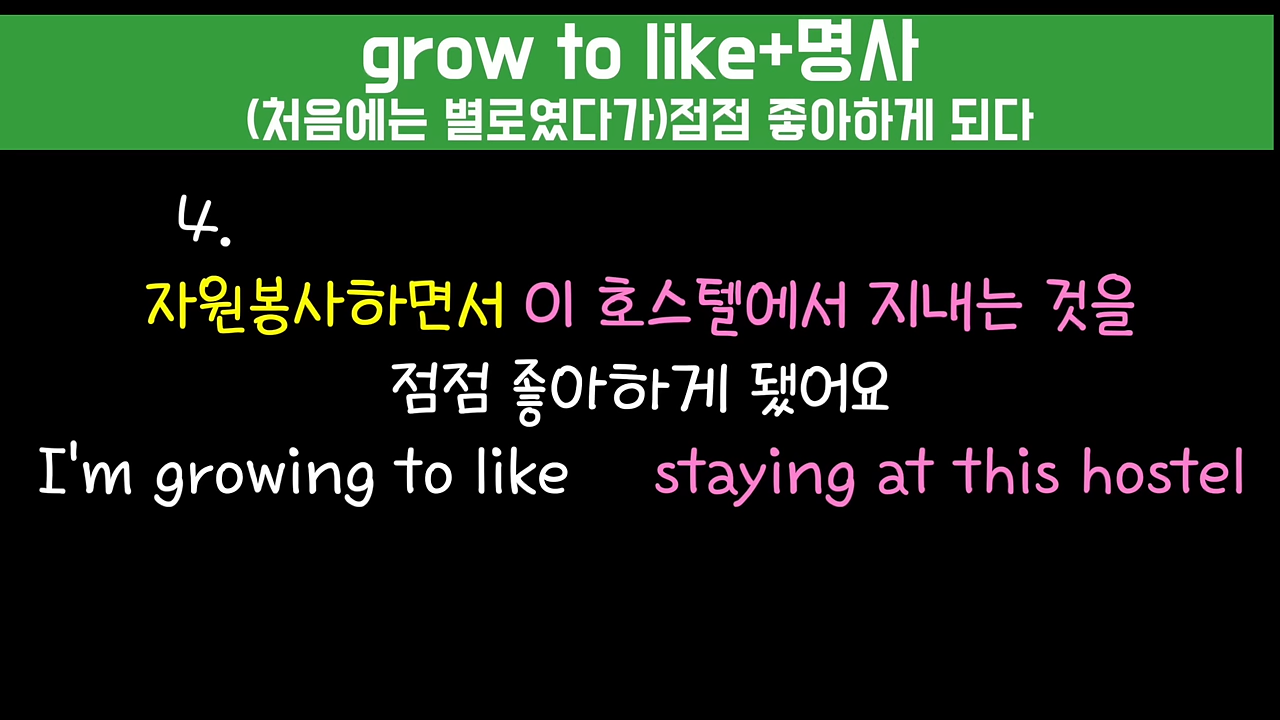 grow to like+명사
(처음에는 별로였다가)점점 좋아하게 되다
4.
자원봉사하면서 이 호스텔에서 지내는 것을
점점 좋아하게 됐어요
I'm growing to like staying at this hostel